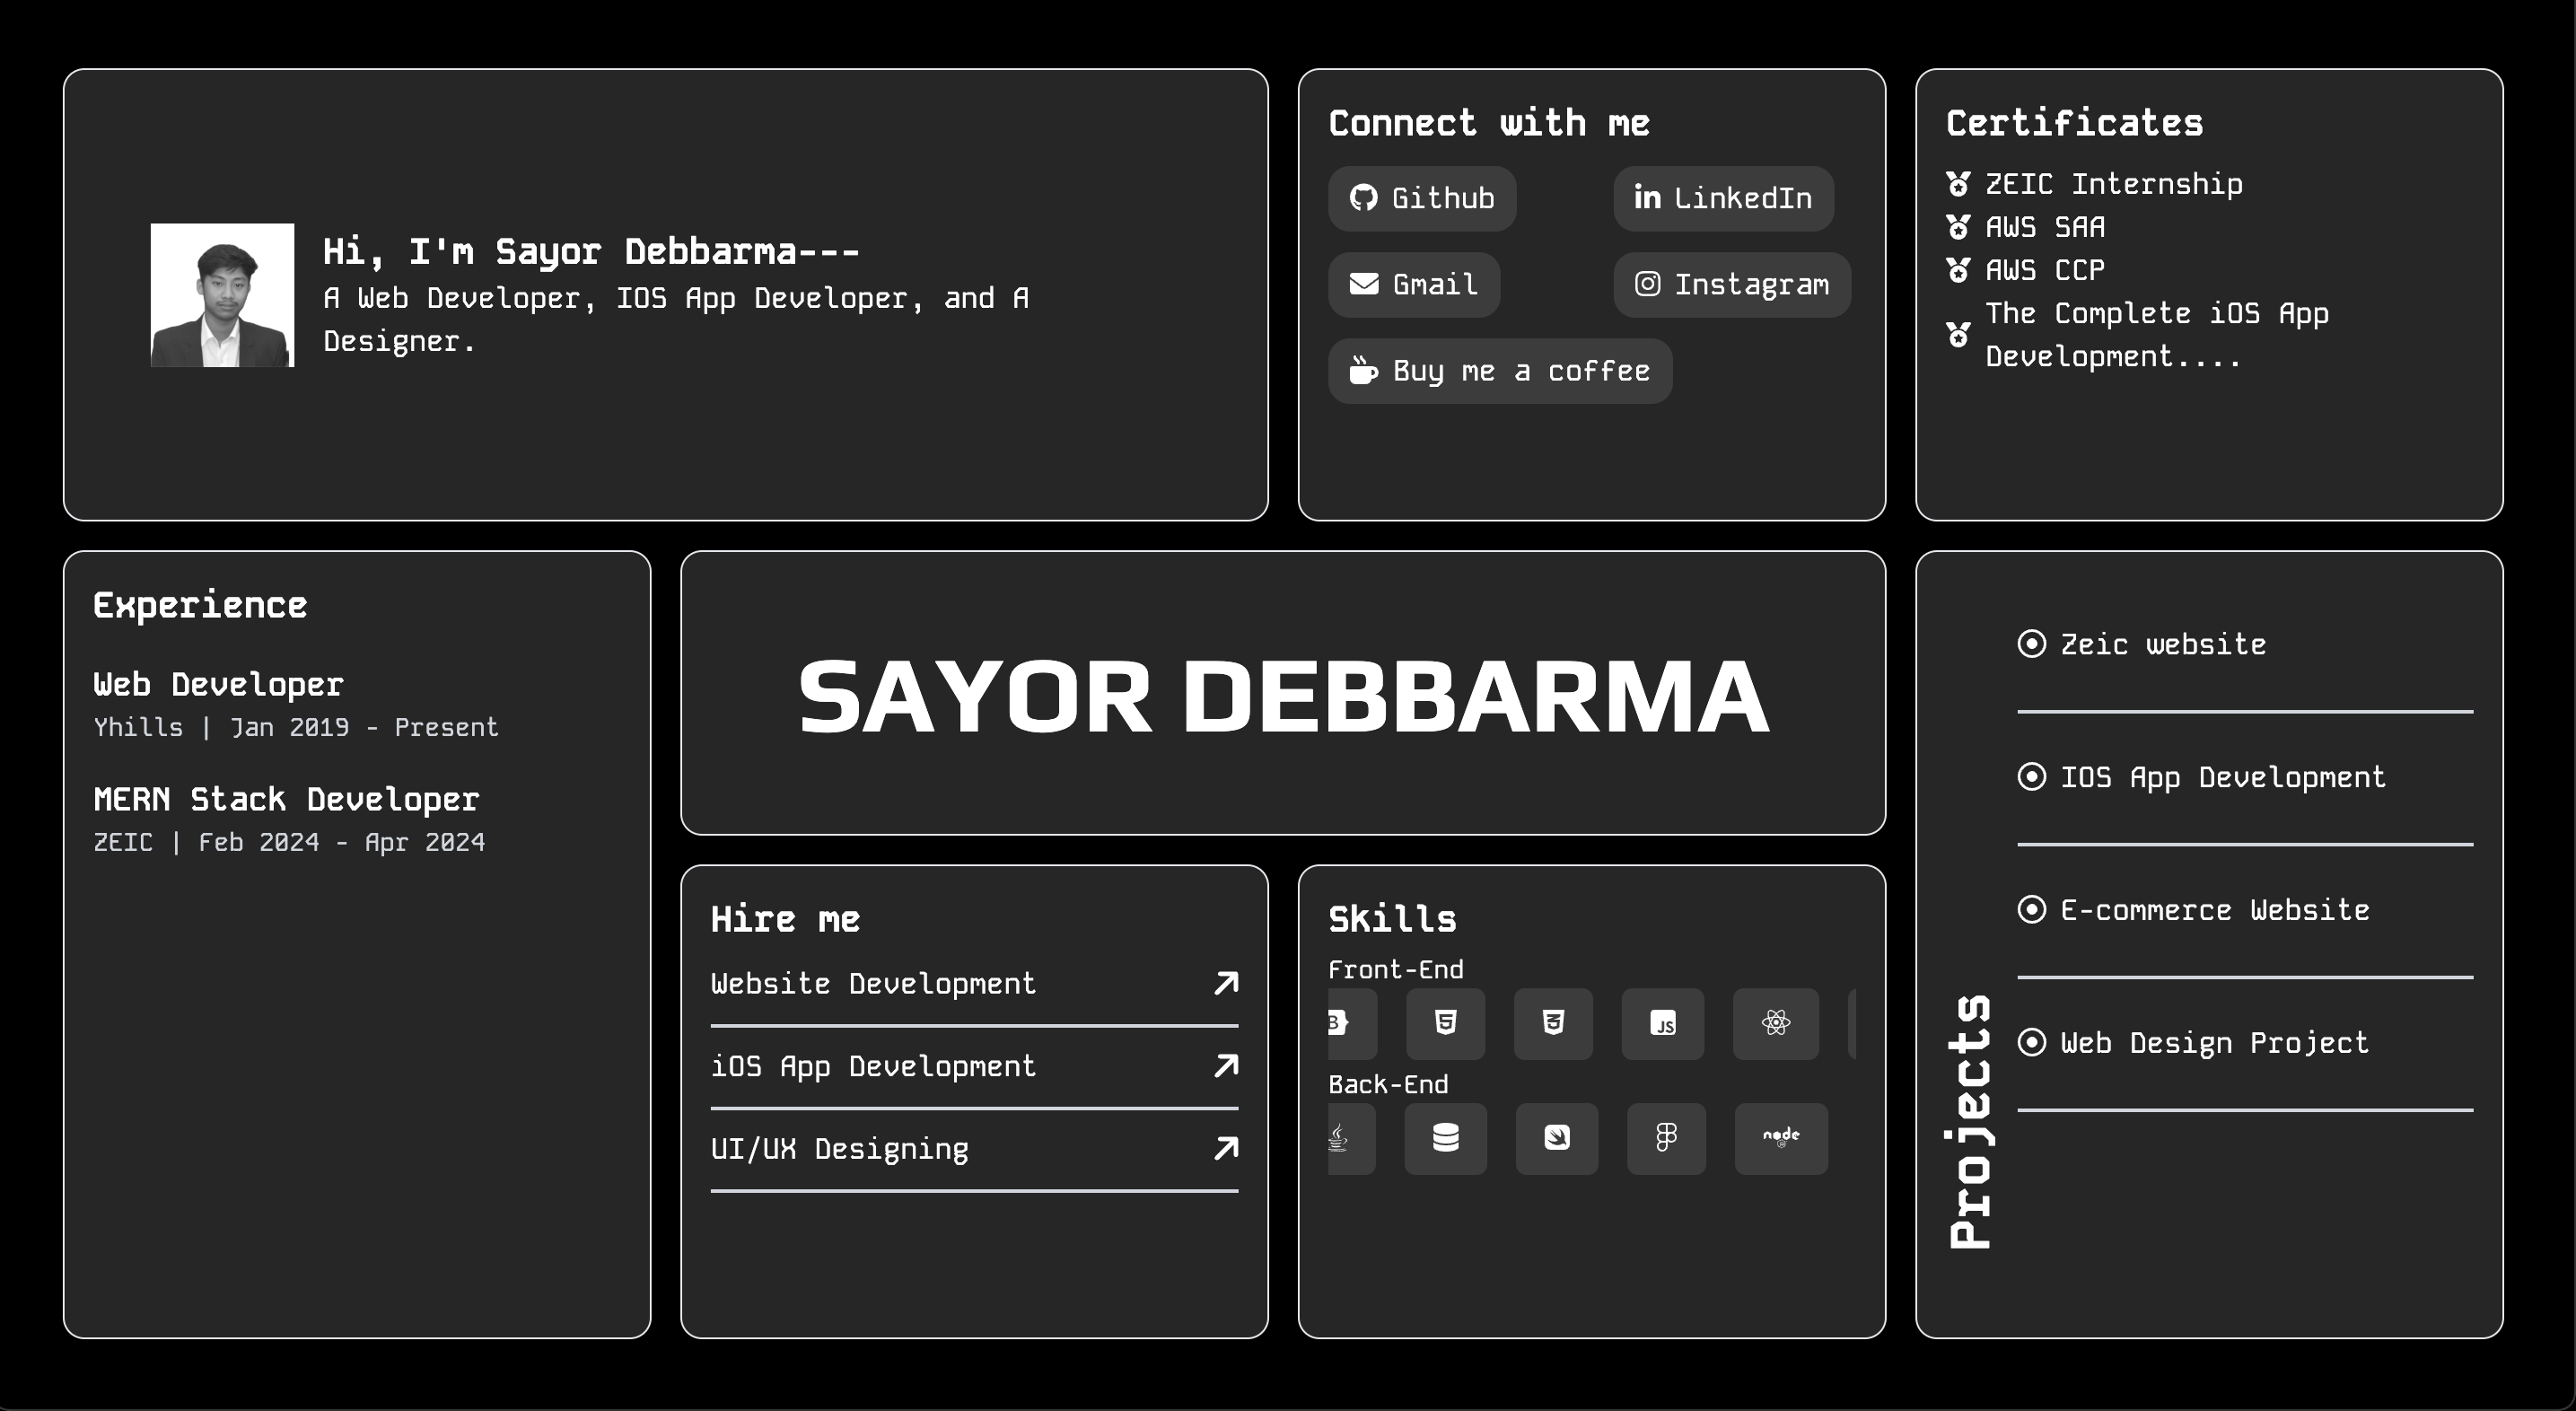 Hi, I'm Sayor Debbarma---
A Web Developer, IOS App Developer, and A
Designer.
Connect with me
Github
LinkedIn
Gmail
Instagram
Buy me a coffee
Certificates
ZEIC Internship
AWS SAA
AWS CCP
The Complete iOS App
Development....
Experience
Web Developer
Yhills | Jan 2019 - Present
MERN Stack Developer
ZEIC | Feb 2024 - Apr 2024
SAYOR DEBBARMA
Hire me
Website Development
iOS App Development
UI/UX Designing
Skills
Front-End
B
5
3
JS
Back-End
node
Projects
Zeic website
IOS App Development
E-commerce Website
Web Design Project